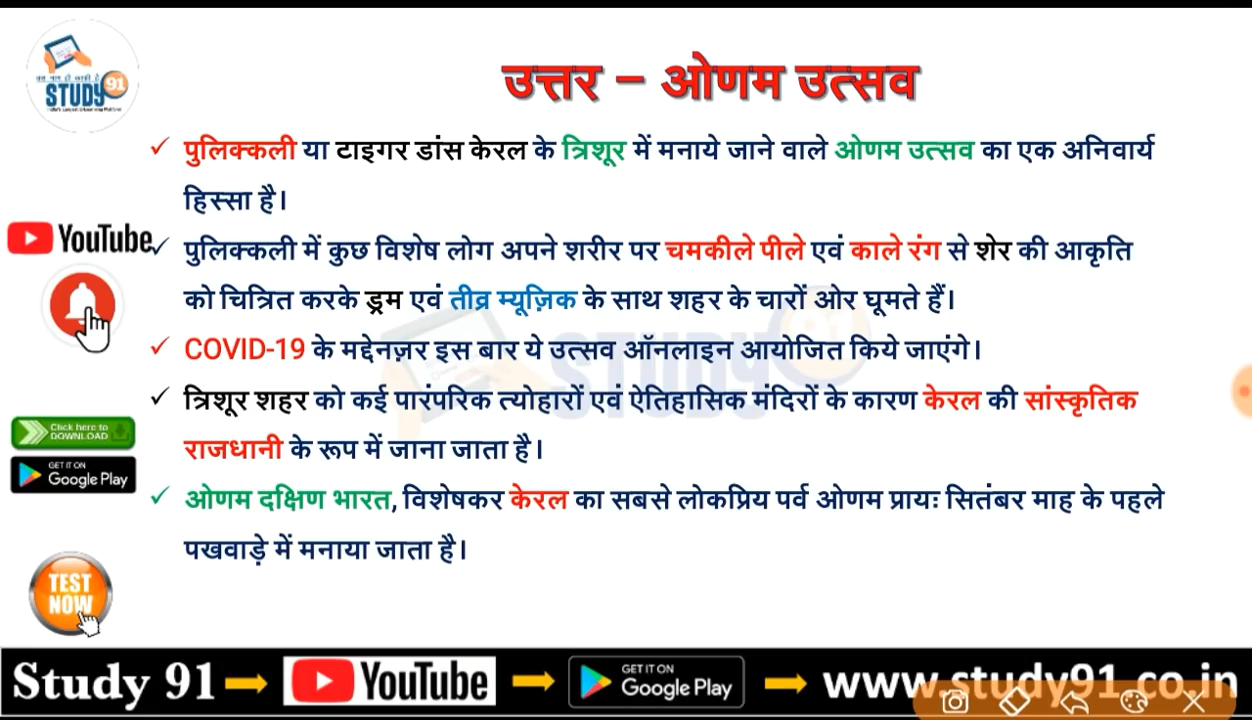 STUDY 91
उत्तर – ओणम उत्सव
पुलिक्कली या टाइगर डांस केरल के त्रिशूर में मनाये जाने वाले ओणम उत्सव का एक अनिवार्य
हिस्सा है।
YouTube
पुलिक्कली में कुछ विशेष लोग अपने शरीर पर चमकीले पीले एवं काले रंग से शेर की आकृति
को चित्रित करके ड्रम एवं तीव्र म्यूज़िक के साथ शहर के चारों ओर घूमते हैं।
STUDY
COVID-19 के मद्देनज़र इस बार ये उत्सव ऑनलाइन आयोजित किये जाएंगे।
त्रिशूर शहर को कई पारंपरिक त्योहारों एवं ऐतिहासिक मंदिरों के कारण केरल की सांस्कृतिक
राजधानी के रूप में जाना जाता है।
Click here to
DOWNLOAD
GET IT ON
Google Play
ओणम दक्षिण भारत, विशेषकर केरल का सबसे लोकप्रिय पर्व ओणम प्रायः सितंबर माह के पहले
पखवाड़े में मनाया जाता है।
TEST
NOW
Study 91 YouTube GET IT ON Google Play www.study91.co.in